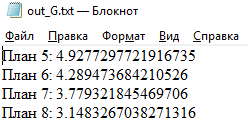 out_G.txt — Блокнот
Файл Правка Формат Вид Справка
План 5: 4.9277297721916735
План 6: 4.289473684210526
План 7: 3.779321845469706
План 8: 3.1483267038271316